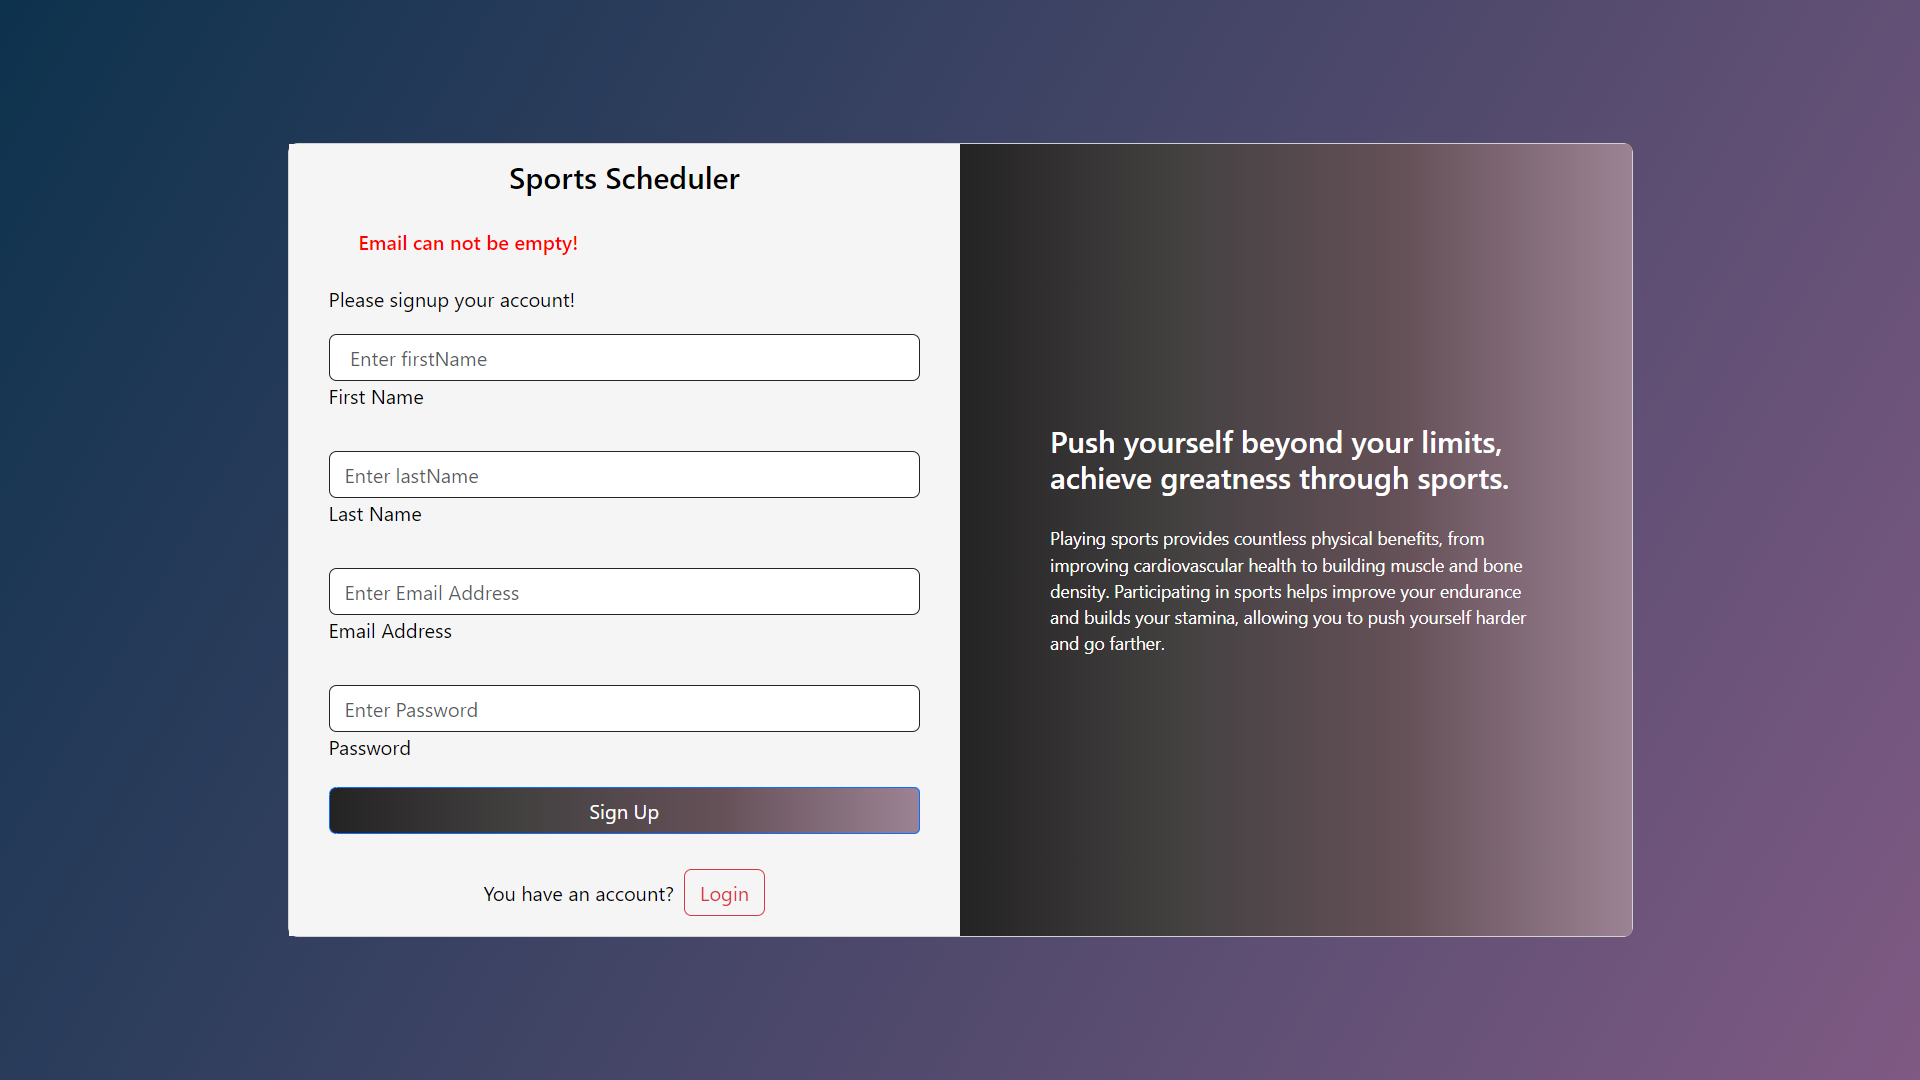 Sports Scheduler
Email can not be empty!
Please signup your account!
Enter firstName
First Name
Enter lastName
Last Name
Enter Email Address
Email Address
Enter Password
Password
Sign Up
You have an account? Login
Push yourself beyond your limits,
achieve greatness through sports.
Playing sports provides countless physical benefits, from
improving cardiovascular health to building muscle and bone
density. Participating in sports helps improve your endurance
and builds your stamina, allowing you to push yourself harder
and go farther.